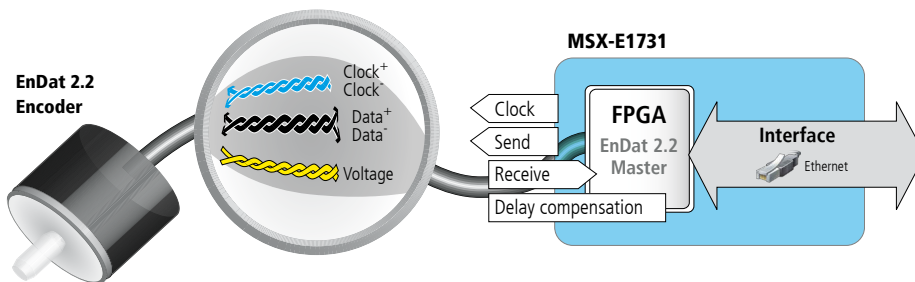 EnDat 2.2
Encoder
Clock+
Clock-
Data+
Data-
Voltage
MSX-E1731
Clock
Send
Receive
Delay compensation
FPGA
EnDat 2.2
Master
Interface
Ethernet